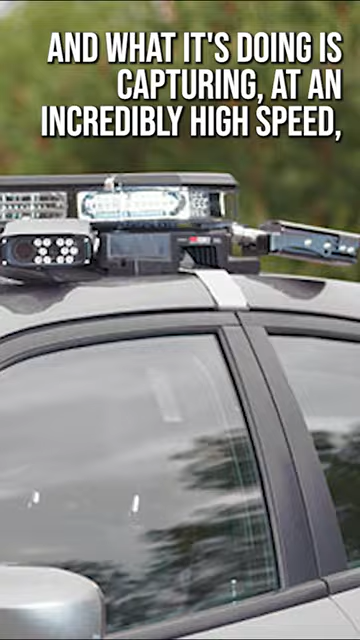 AND WHAT IT'S DOING IS
CAPTURING, AT AN
INCREDIBLY HIGH SPEED,